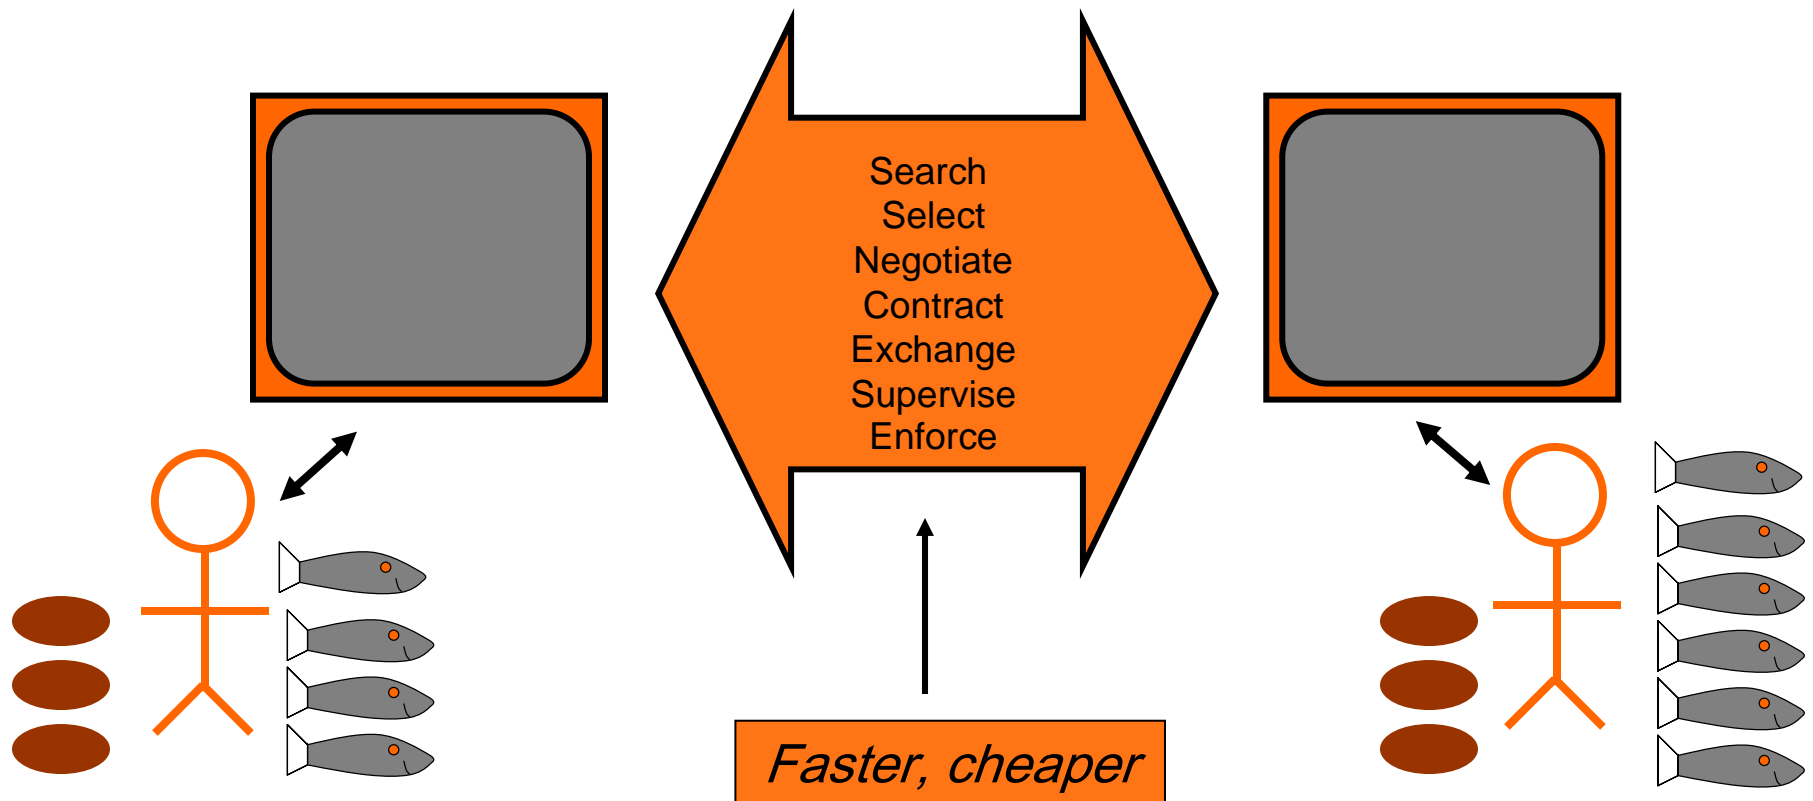 Search
Select
Negotiate
Contract
Exchange
Supervise
Enforce
Faster, cheaper